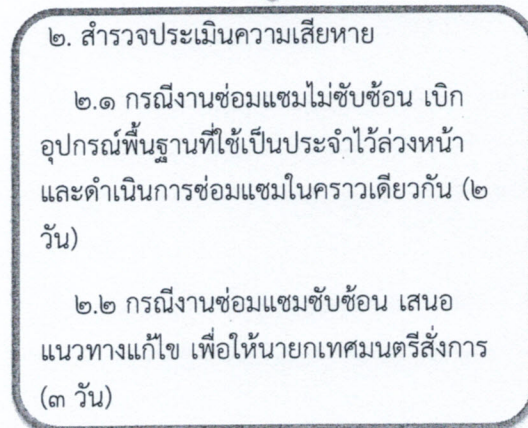 ๒. สำรวจประเมินความเสียหาย
๒.๑ กรณีงานซ่อมแซมไม่ซับซ้อน เบิก
อุปกรณ์พื้นฐานที่ใช้เป็นประจำไว้ล่วงหน้า
และดำเนินการซ่อมแซมในคราวเดียวกัน (๒
วัน)
๒.๒ กรณีงานซ่อมแซมซับซ้อน เสนอ
แนวทางแก้ไข เพื่อให้นายกเทศมนตรีสั่งการ
(๓ วัน)